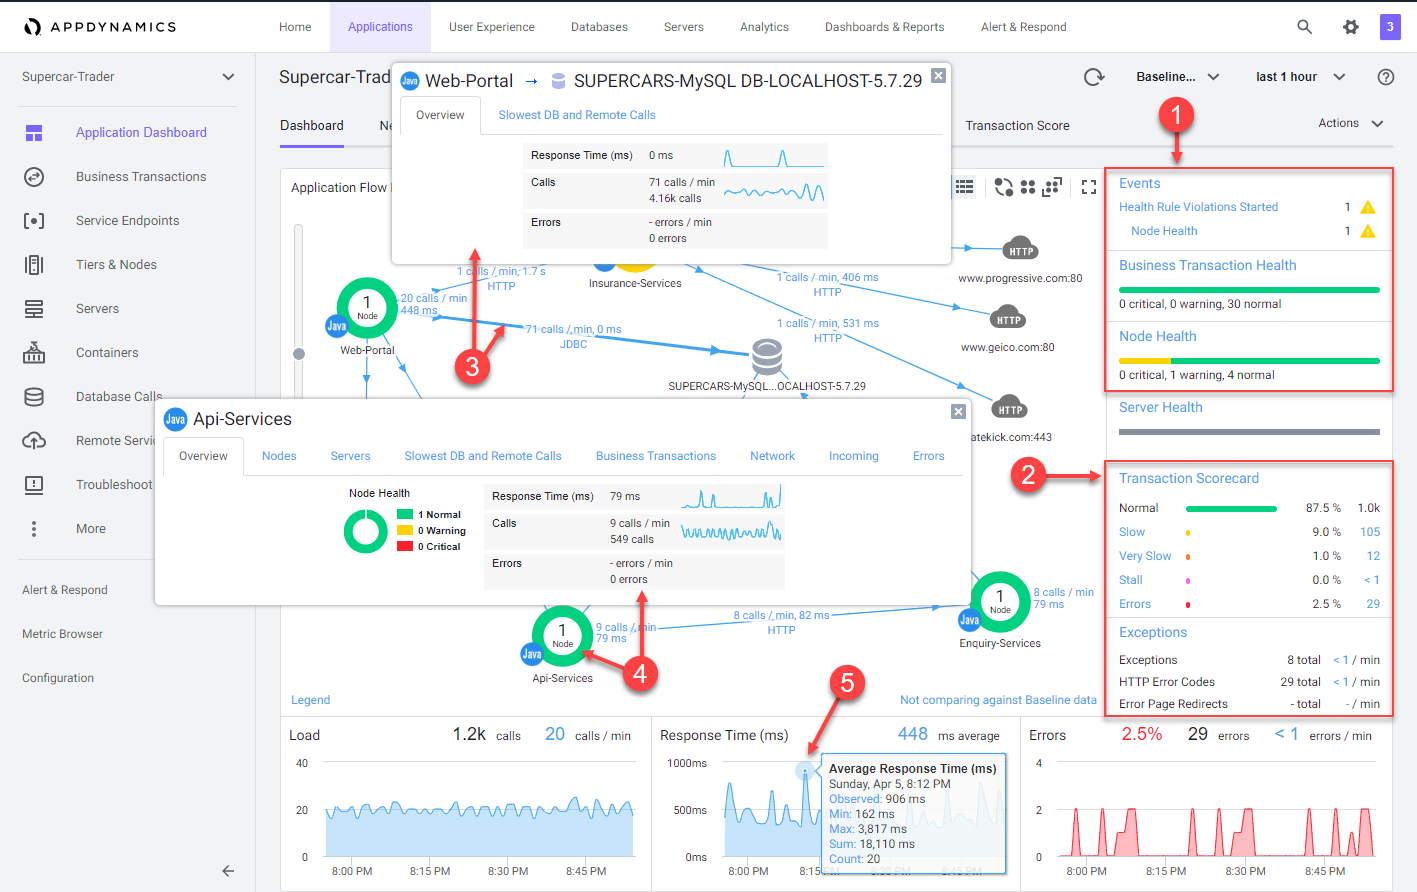 APPDYNAMICS
Home
Applications
User Experience
Databases
Servers
Analytics
Dashboards & Reports
Alert & Respond
3
Supercar-Trader
Application Dashboard
Business Transactions
Service Endpoints
Tiers & Nodes
Servers
Containers
Database Calls
Remote Servic
Troubleshoot
More
Alert & Respond
Metric Browser
Configuration
Supercar-Trad
Baseline...
last 1 hour
Dashboard
Ne
Transaction Score
Actions
Application Flow
Java Web-Portal → SUPERCARS-MySQL DB-LOCALHOST-5.7.29
Overview
Slowest DB and Remote Calls
Response Time (ms) 0 ms
Calls 71 calls / min
4.16k calls
Errors - errors / min
0 errors
1
2
3
4
5
1 calls / min, 1.7 s
HTTP
20 calls / min
448 ms
1
Node
Java
Web-Portal
Insurance-Services
71 calls / min, 0 ms
JDBC
SUPERCARS-MySQL...OCALHOST-5.7.29
1 calls / min, 406 ms
HTTP
1 calls / min, 531 ms
HTTP
HTTP
www.progressive.com:80
HTTP
www.geico.com:80
HTTP
atekick.com:443
Java Api-Services
Overview
Nodes
Servers
Slowest DB and Remote Calls
Business Transactions
Network
Incoming
Errors
Node Health
1 Normal
0 Warning
0 Critical
Response Time (ms) 79 ms
Calls 9 calls / min
549 calls
Errors - errors / min
0 errors
1
Node
Java
Api-Services
9 calls / min
79 ms
8 calls / min, 82 ms
HTTP
1
Node
Java
Enquiry-Services
8 calls / min
79 ms
Legend
Not comparing against Baseline data
Events
Health Rule Violations Started 1
Node Health 1
Business Transaction Health
0 critical, 0 warning, 30 normal
Node Health
0 critical, 1 warning, 4 normal
Server Health
Transaction Scorecard
Normal 87.5 % 1.0k
Slow 9.0 % 105
Very Slow 1.0 % 12
Stall 0.0 % < 1
Errors 2.5 % 29
Exceptions
Exceptions 8 total < 1 / min
HTTP Error Codes 29 total < 1 / min
Error Page Redirects - total - / min
Load 1.2k calls 20 calls / min
40
20
0
8:00 PM 8:15 PM 8:30 PM 8:45 PM
Response Time (ms) 448 ms average
1000ms
500ms
0ms
8:00 PM 8:15
Average Response Time (ms)
Sunday, Apr 5, 8:12 PM
Observed: 906 ms
Min: 162 ms
Max: 3,817 ms
Sum: 18,110 ms
Count: 20
Errors 2.5% 29 errors < 1 errors / min
4
2
0
8:00 PM 8:15 PM 8:30 PM 8:45 PM